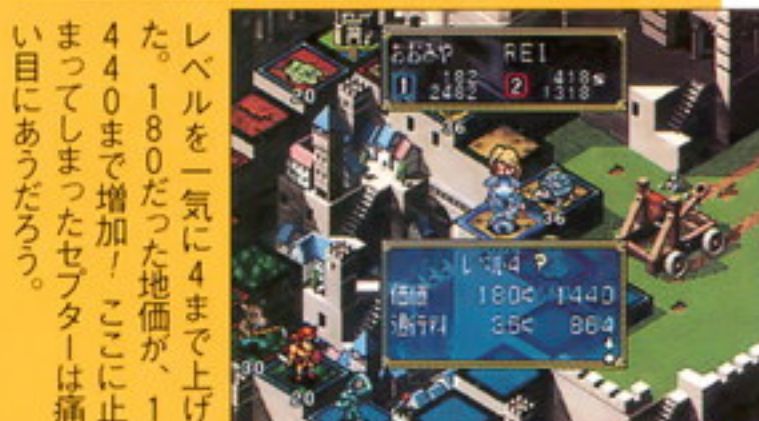 レベルを一気に4まで上げ
た。180だった地価が、1
440まで増加！ ここに止
まってしまったセプターは痛
い目にあうだろう。
おおみや REI
1 182 2 418
2482 1318
20
36
36
レベル4 ?
価値 180 1440
通行料 36 864
30
20